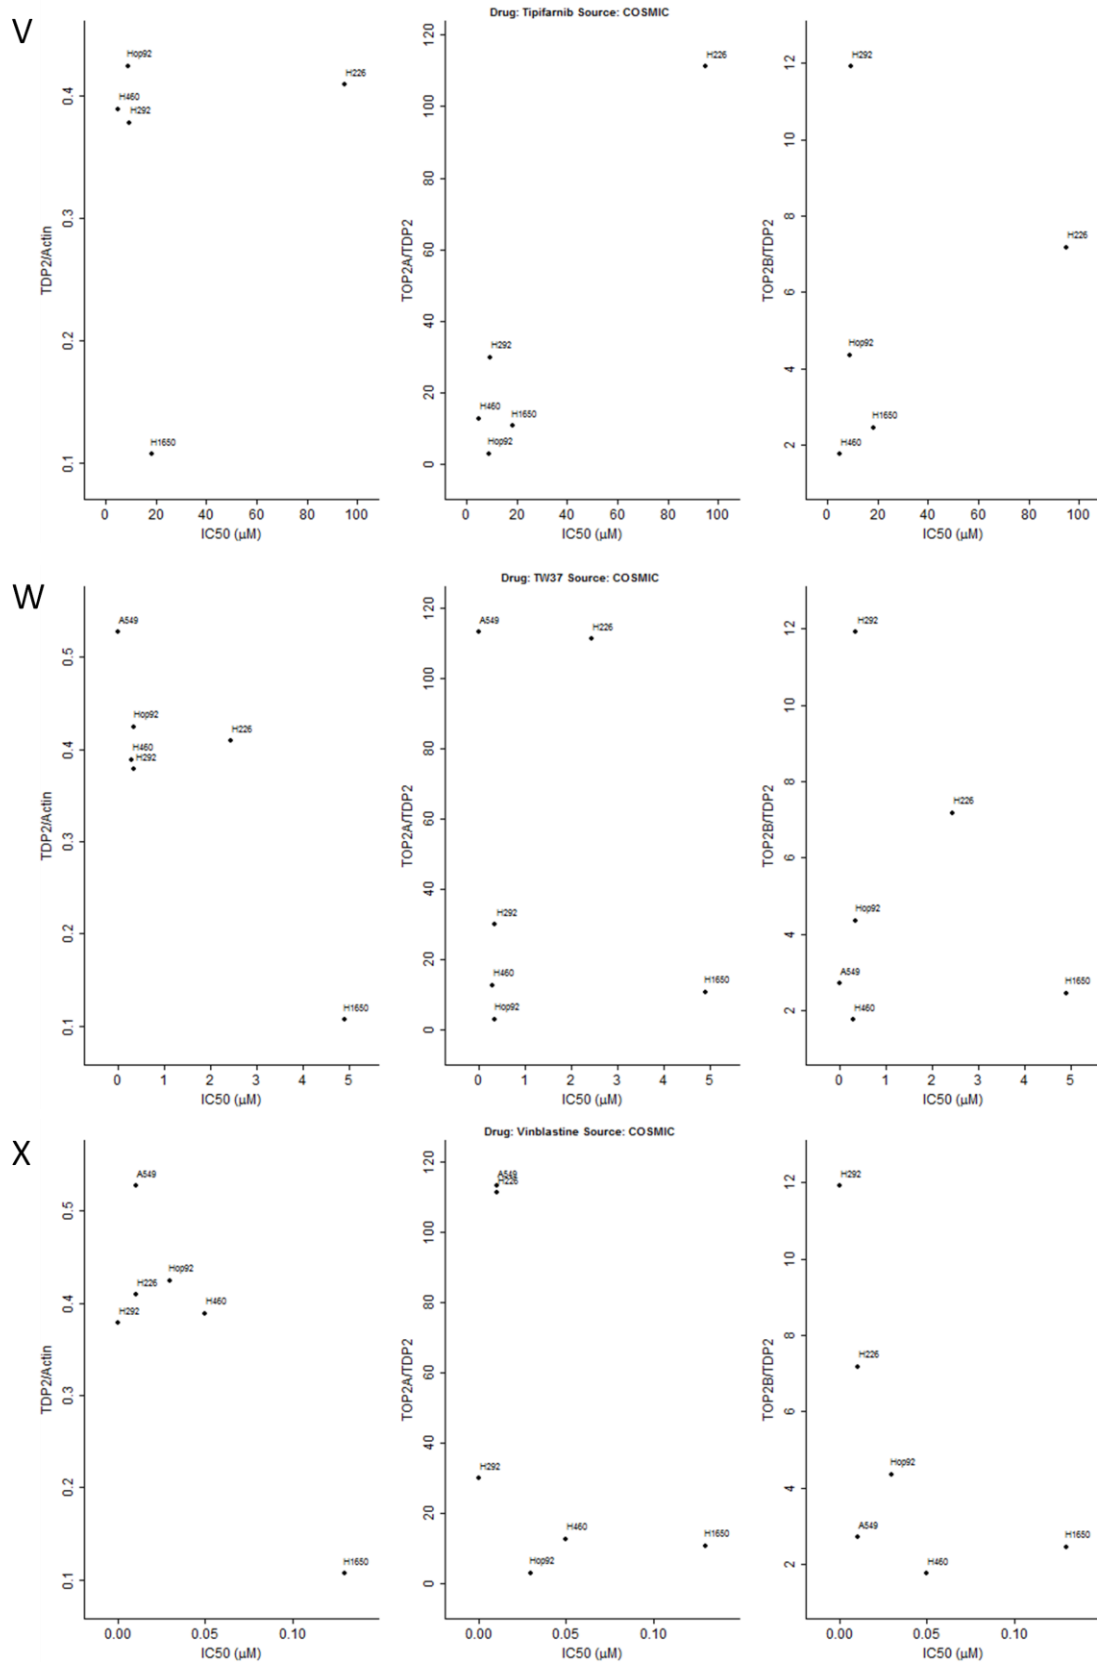 V
Drug: Tipifarnib Source: COSMIC
TDP2/Actin
0.4
0.3
0.2
0.1
Hop92
H460
H292
H226
H1650
0 20 40 60 80 100
IC50 (µM)
TOP2A/TDP2
120
100
80
60
40
20
0
H226
H292
H460
H1650
Hop92
0 20 40 60 80 100
IC50 (µM)
TOP2B/TDP2
12
10
8
6
4
2
H292
H226
Hop92
H1650
H460
0 20 40 60 80 100
IC50 (µM)
W
Drug: TW37 Source: COSMIC
TDP2/Actin
0.5
0.4
0.3
0.2
0.1
A549
Hop92
H226
H460
H292
H1650
0 1 2 3 4 5
IC50 (µM)
TOP2A/TDP2
120
100
80
60
40
20
0
A549
H226
H292
H460
H1650
Hop92
0 1 2 3 4 5
IC50 (µM)
TOP2B/TDP2
12
10
8
6
4
2
H292
H226
Hop92
A549
H1650
H460
0 1 2 3 4 5
IC50 (µM)
X
Drug: Vinblastine Source: COSMIC
TDP2/Actin
0.5
0.4
0.3
0.2
0.1
A549
Hop92
H226
H460
H292
H1650
0.00 0.05 0.10
IC50 (µM)
TOP2A/TDP2
120
100
80
60
40
20
0
A549
H226
H292
H460
H1650
Hop92
0.00 0.05 0.10
IC50 (µM)
TOP2B/TDP2
12
10
8
6
4
2
H292
H226
Hop92
A549
H1650
H460
0.00 0.05 0.10
IC50 (µM)